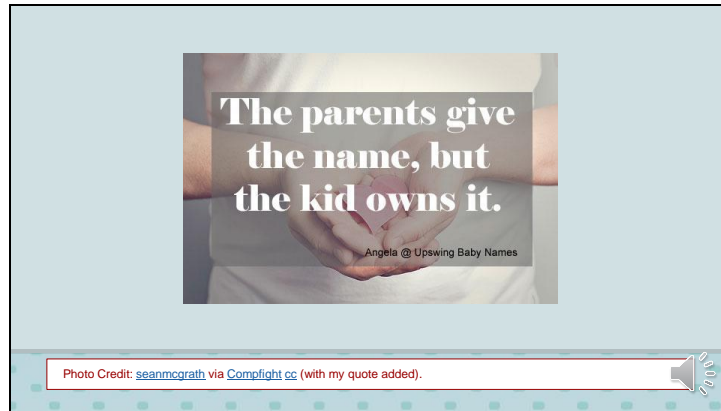 The parents give
the name, but
the kid owns it.
Angela @ Upswing Baby Names
Photo Credit: seanmcgrath via Compfight cc (with my quote added).